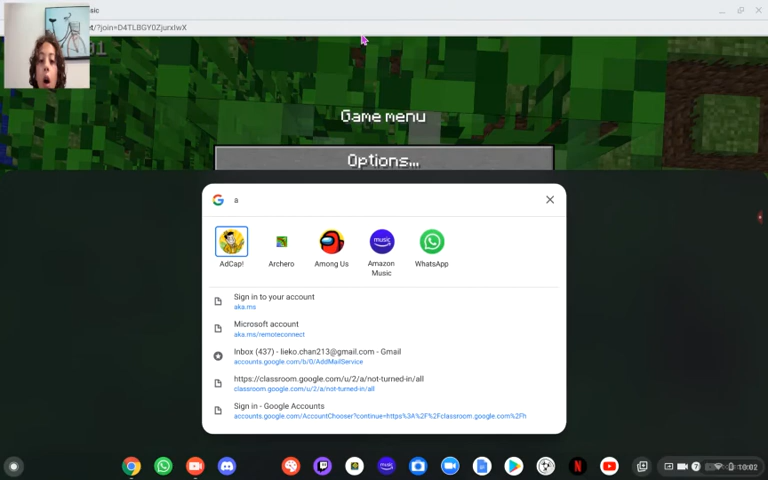 et/?join=D4TLBGY0ZjurxIwX
Game menu
Options...
a
AdCap!
Archero
Among Us
music
Amazon
Music
WhatsApp
Sign in to your account
aka.ms
Microsoft account
aka.ms/remoteconnect
Inbox (437) - lieko.chan213@gmail.com - Gmail
accounts.google.com/b/0/AddMailService
https://classroom.google.com/u/2/a/not-turned-in/all
classroom.google.com/u/2/a/not-turned-in/all
Sign in - Google Accounts
accounts.google.com/AccountChooser?continue=https%3A%2F%2Fclassroom.google.com%2Fh
music
10:02